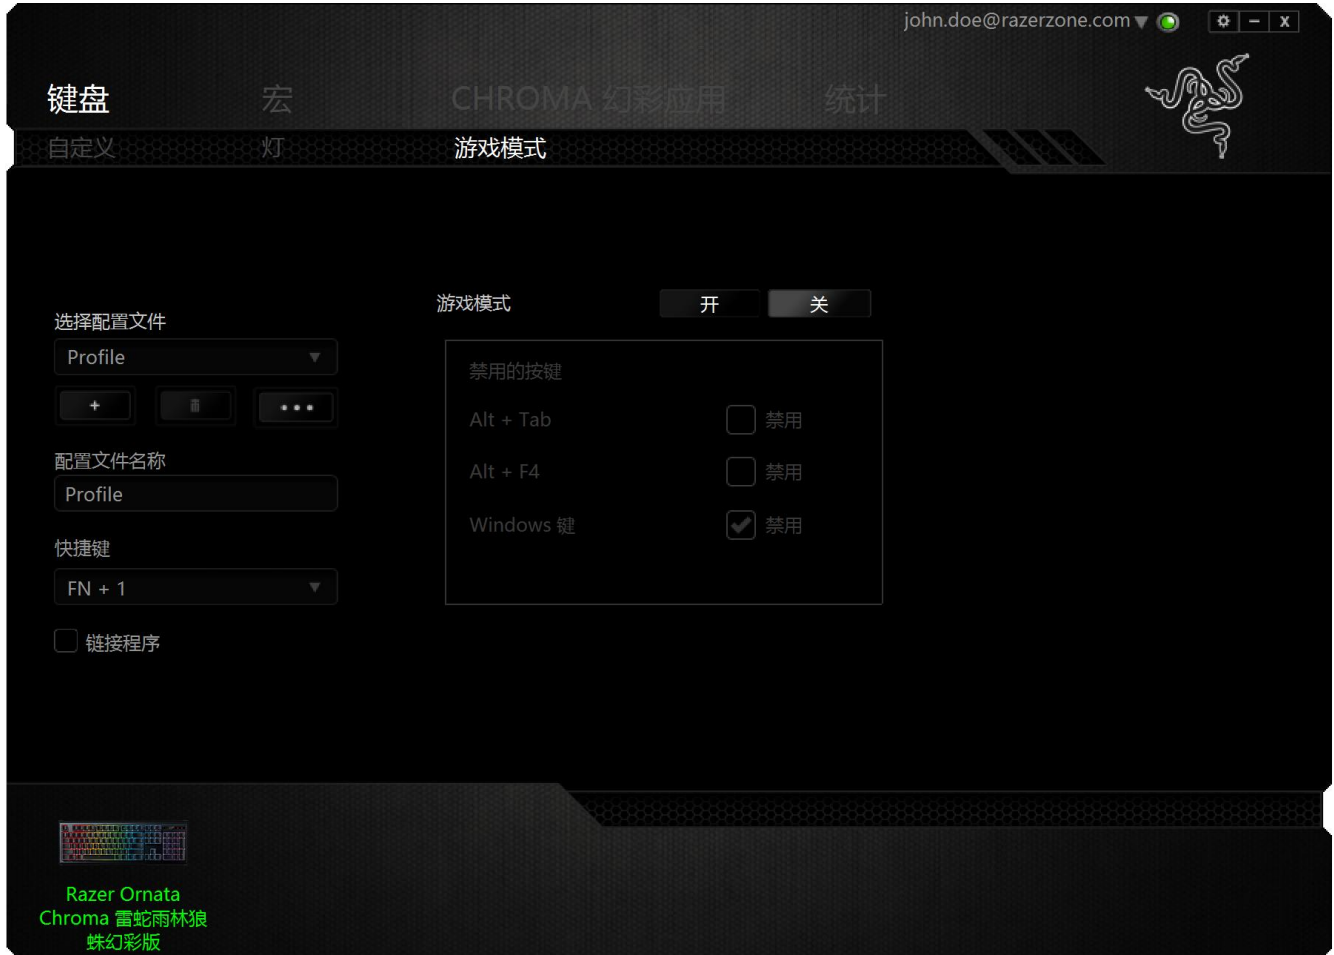 john.doe@razerzone.com
键盘 宏 CHROMA 幻彩应用 统计
自定义 灯 游戏模式
选择配置文件
Profile
配置文件名称
Profile
快捷键
FN + 1
链接程序
游戏模式 开 关
禁用的按键
Alt + Tab 禁用
Alt + F4 禁用
Windows 键 禁用
Razer Ornata
Chroma 雷蛇雨林狼
蛛幻彩版